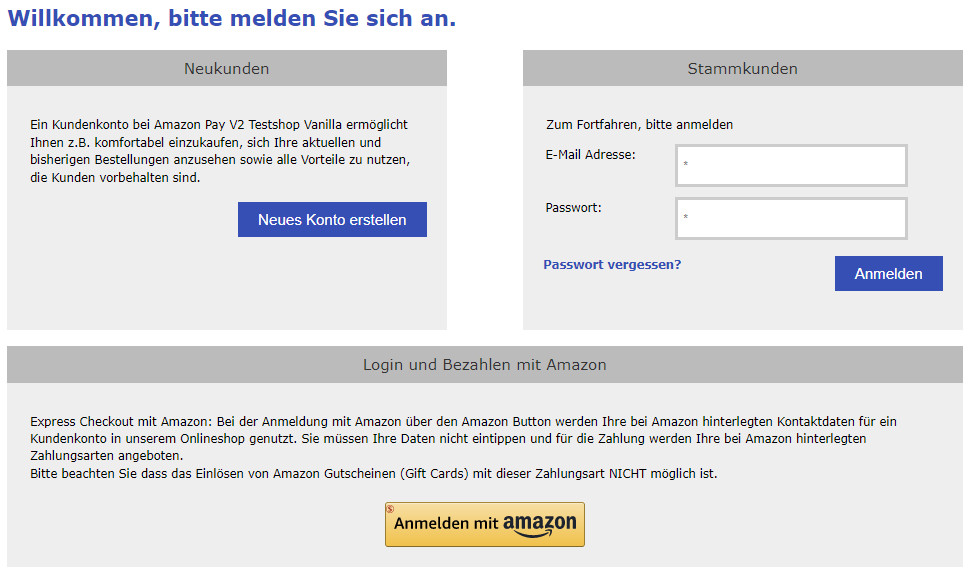 Willkommen, bitte melden Sie sich an.
Neukunden
Ein Kundenkonto bei Amazon Pay V2 Testshop Vanilla ermöglicht
Ihnen z.B. komfortabel einzukaufen, sich Ihre aktuellen und
bisherigen Bestellungen anzusehen sowie alle Vorteile zu nutzen,
die Kunden vorbehalten sind.
Neues Konto erstellen
Stammkunden
Zum Fortfahren, bitte anmelden
E-Mail Adresse:
*
Passwort:
*
Passwort vergessen?
Anmelden
Login und Bezahlen mit Amazon
Express Checkout mit Amazon: Bei der Anmeldung mit Amazon über den Amazon Button werden Ihre bei Amazon hinterlegten Kontaktdaten für ein
Kundenkonto in unserem Onlineshop genutzt. Sie müssen Ihre Daten nicht eintippen und für die Zahlung werden Ihre bei Amazon hinterlegten
Zahlungsarten angeboten.
Bitte beachten Sie dass das Einlösen von Amazon Gutscheinen (Gift Cards) mit dieser Zahlungsart NICHT möglich ist.
Anmelden mit amazon